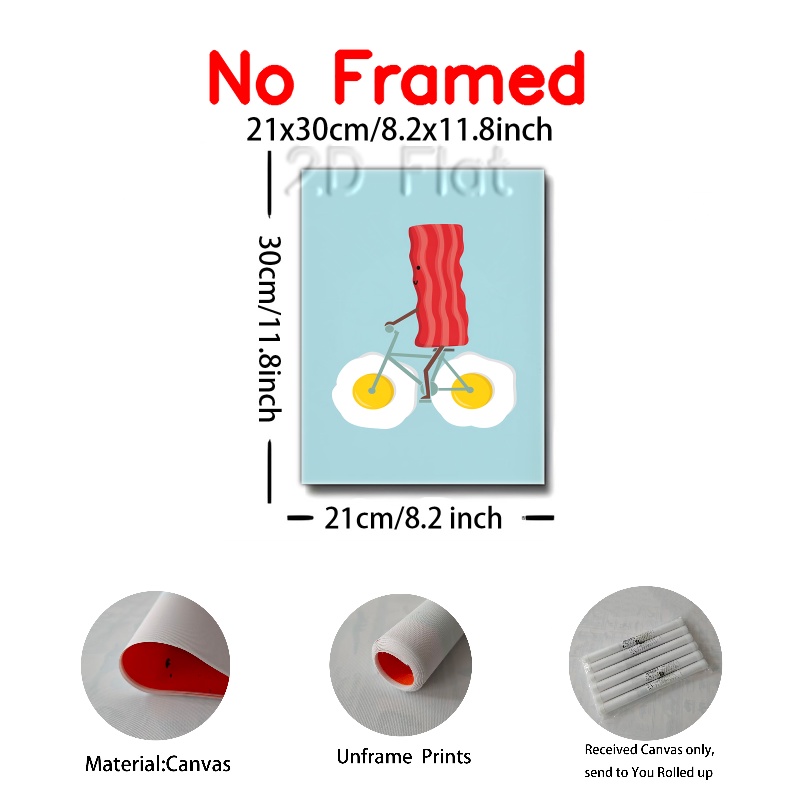 No Framed
21x30cm/8.2x11.8inch
2D Flat
30cm/11.8inch
21cm/8.2 inch
Material:Canvas
Unframe Prints
Received Canvas only,
send to You Rolled up